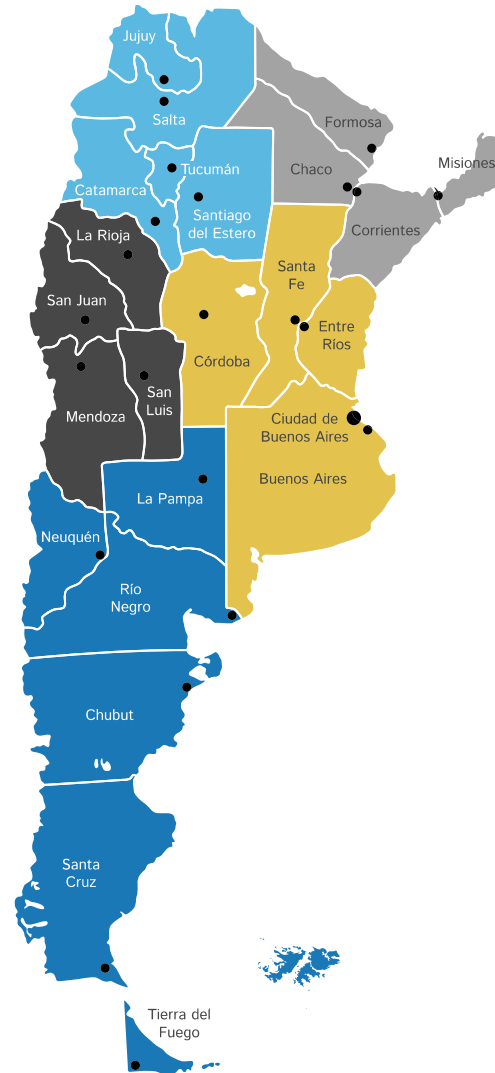 Jujuy
Salta
Formosa
Misiones
Chaco
Tucumán
Catamarca
Santiago
del Estero
Corrientes
La Rioja
Santa
Fe
San Juan
Entre
Ríos
Córdoba
San
Luis
Mendoza
Ciudad de
Buenos Aires
Buenos Aires
La Pampa
Neuquén
Río
Negro
Chubut
Santa
Cruz
Tierra del
Fuego